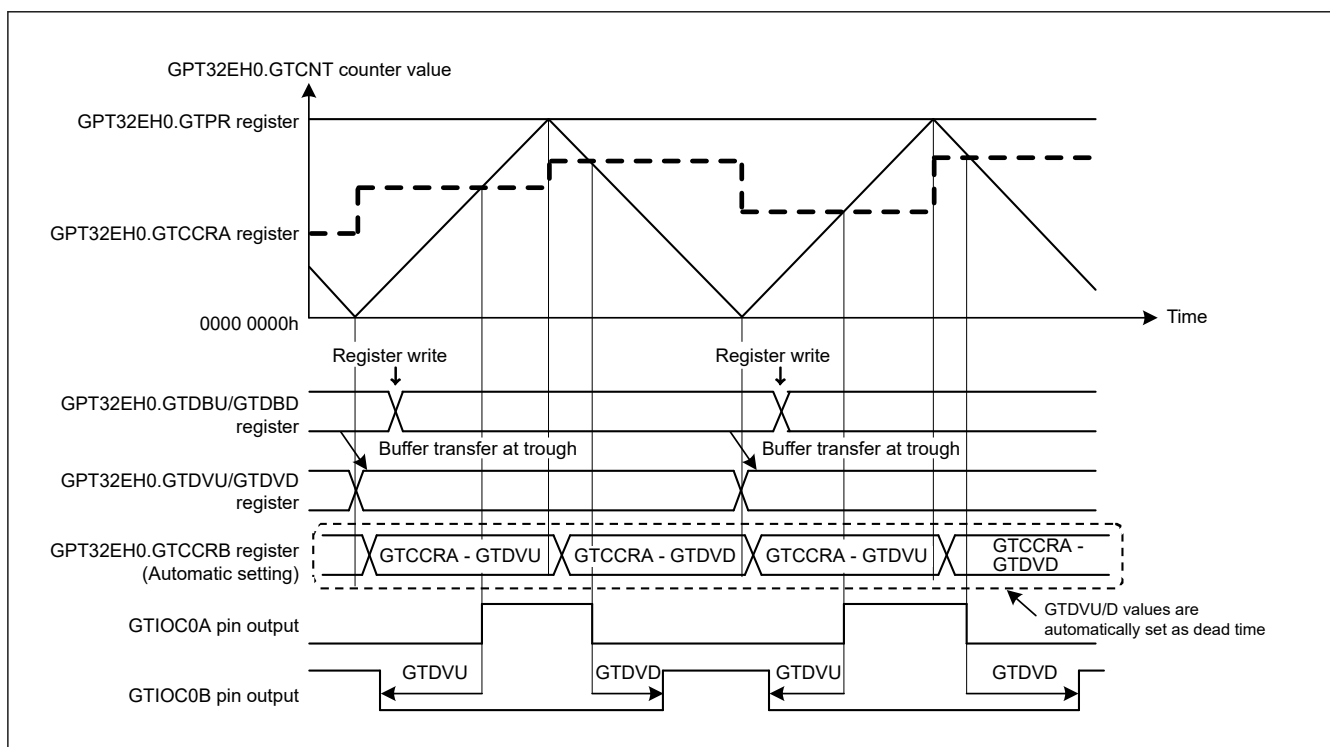 GPT32EH0.GTCNT counter value
GPT32EH0.GTPR register
GPT32EH0.GTCCRA register
0000 0000h
Time
Register write
Register write
GPT32EH0.GTDBU/GTDBD
register
Buffer transfer at trough
Buffer transfer at trough
GPT32EH0.GTDVU/GTDVD
register
GPT32EH0.GTCCRB register
(Automatic setting)
GTCCRA - GTDVU
GTCCRA - GTDVD
GTCCRA - GTDVU
GTCCRA -
GTDVD
GTDVU/D values are
automatically set as dead time
GTIOC0A pin output
GTDVU
GTDVD
GTDVU
GTDVD
GTIOC0B pin output